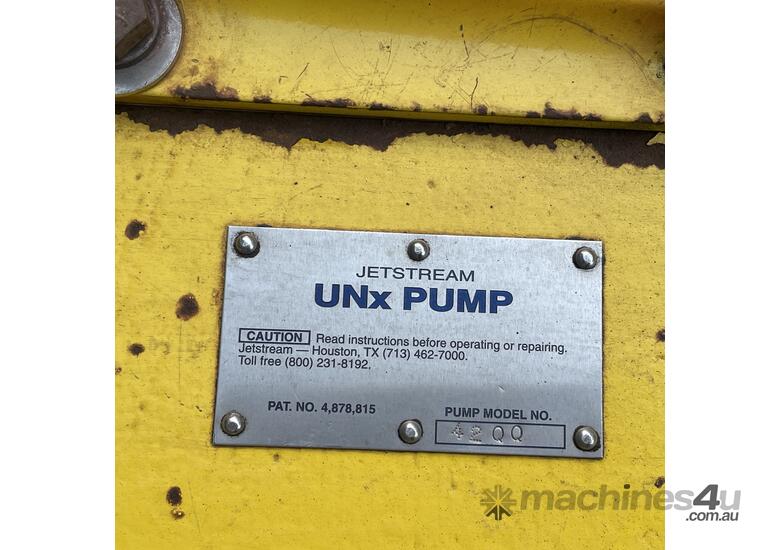 JETSTREAM
UNx PUMP
CAUTION Read instructions before operating or repairing.
Jetstream — Houston, TX (713) 462-7000.
Toll free (800) 231-8192.
PAT. NO. 4,878,815
PUMP MODEL NO.
42QQ
machines4u
.com.au